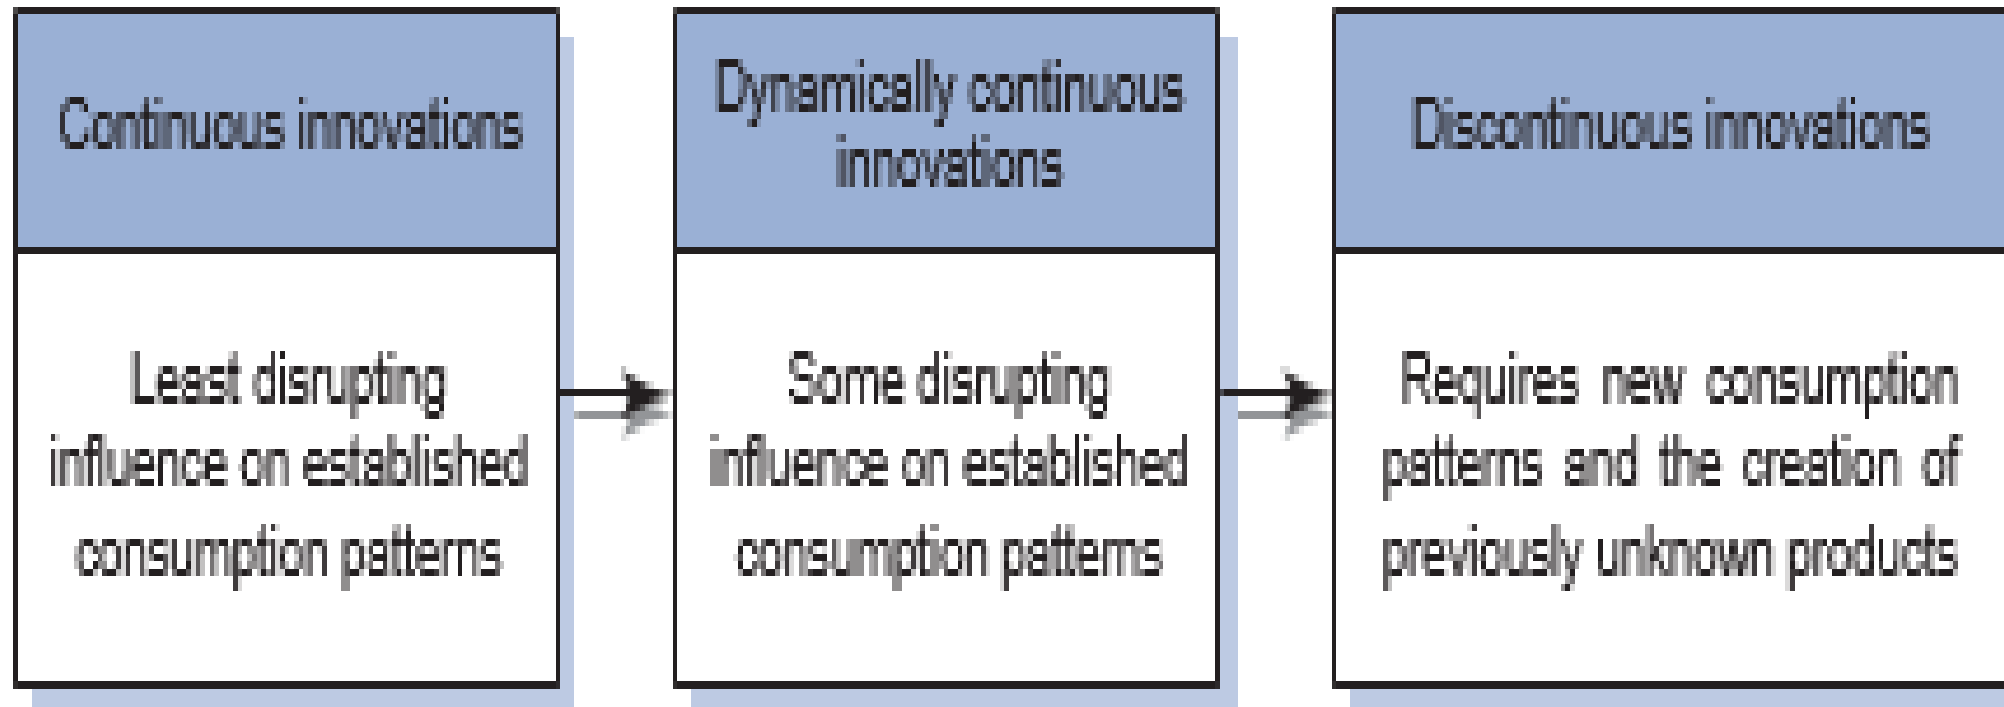 Continuous innovations
Least disrupting
influence on established
consumption patterns
Dynamically continuous
innovations
Some disrupting
influence on established
consumption patterns
Discontinuous innovations
Requires new consumption
patterns and the creation of
previously unknown products